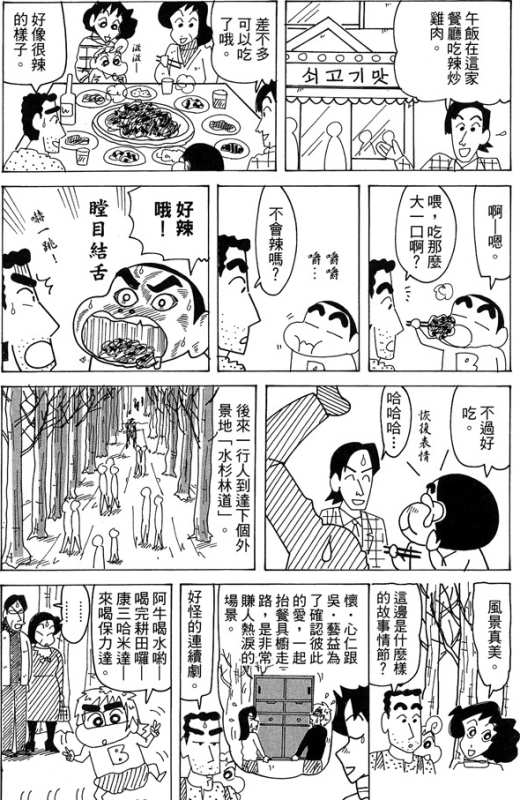 午飯在這家
餐廳吃辣炒
雞肉。
쇠고기맛
差不多
可以吃
了哦。
滋滋—
好像很辣
的樣子。
啊,嗯。
喂,吃那麼
大一口啊?
B
不會辣嗎?
嚼嚼
嚼嚼…
好辣
哦!
瞠目結舌
嚇一跳!
不過好
吃。
恢復表情
哈哈哈…
後來一行人到達下個外
景地「水杉林道」。
風景真美。
這邊是什麼樣
的故事情節?
懷‧心仁跟
吳‧藝益為
了確認彼此
的愛,一起
抬餐具櫥走
路,是非常
賺人熱淚的
場景。
好怪的連續劇。
阿牛喝水喲—
喝完耕田囉
康三哈米達—
來喝保力達。
B
……